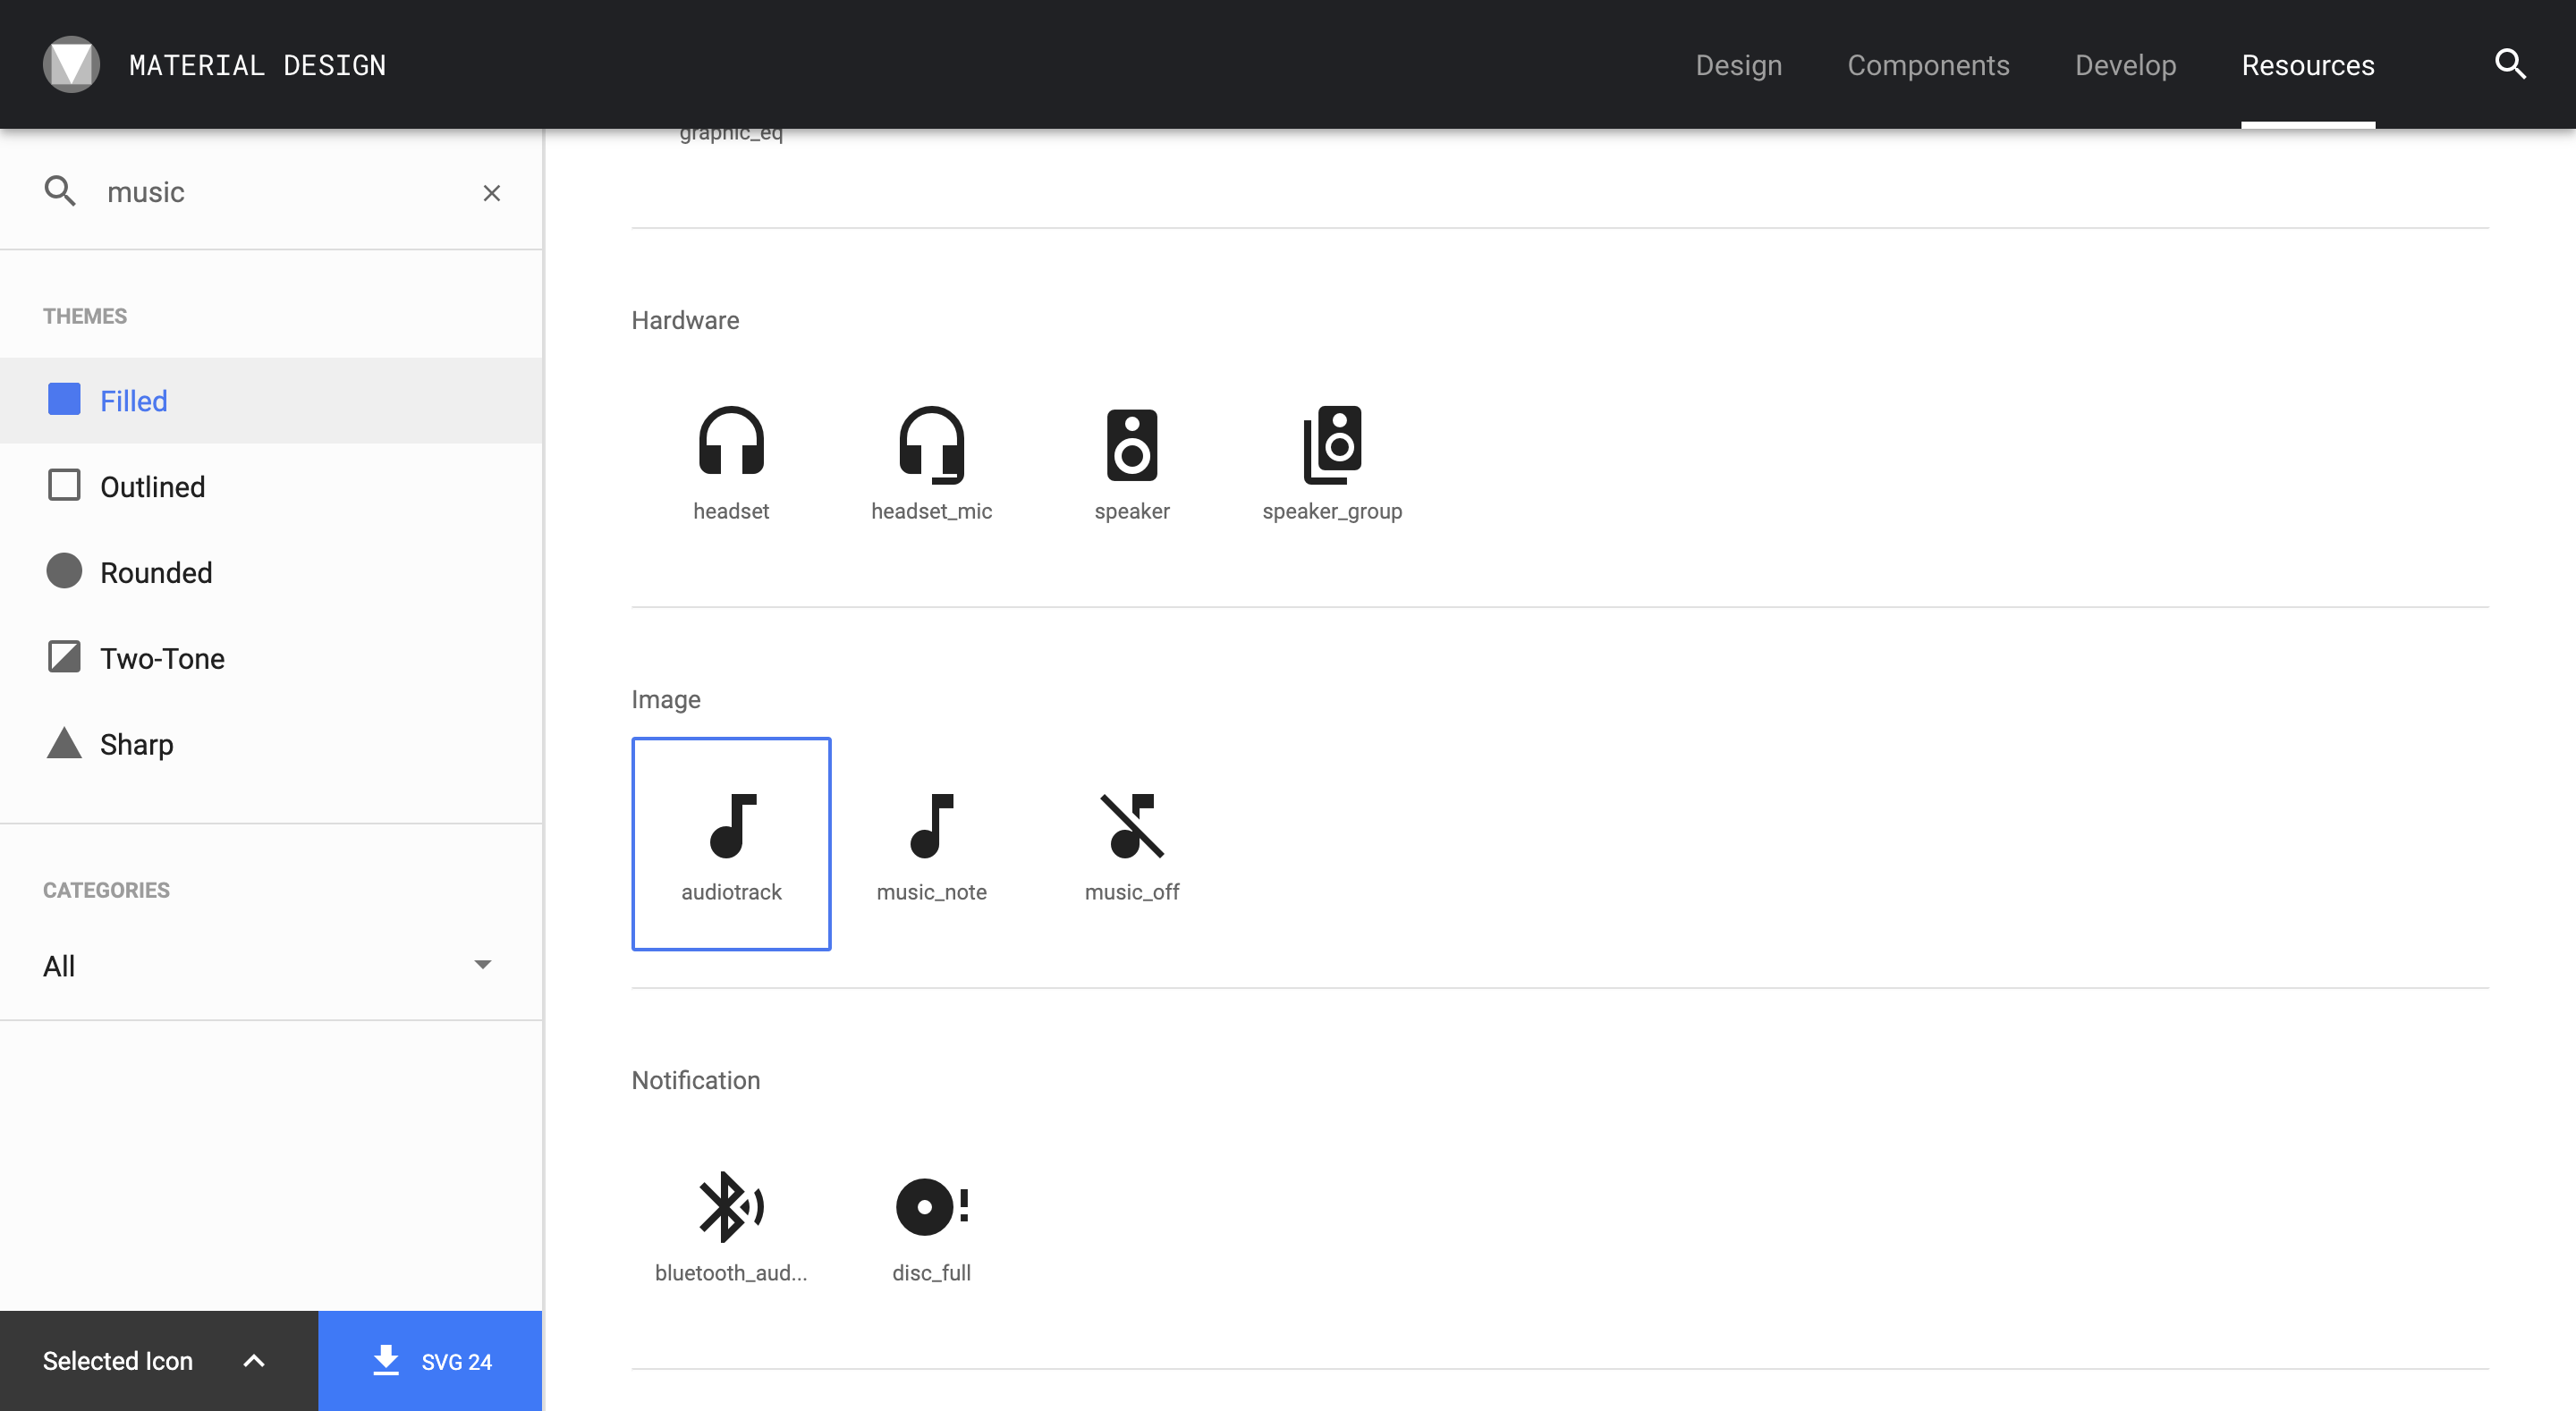 MATERIAL DESIGN
Design
Components
Develop
Resources
music
THEMES
Filled
Outlined
Rounded
Two-Tone
Sharp
CATEGORIES
All
Selected Icon
SVG 24
graphic_eq
Hardware
headset
headset_mic
speaker
speaker_group
Image
audiotrack
music_note
music_off
Notification
bluetooth_aud...
disc_full